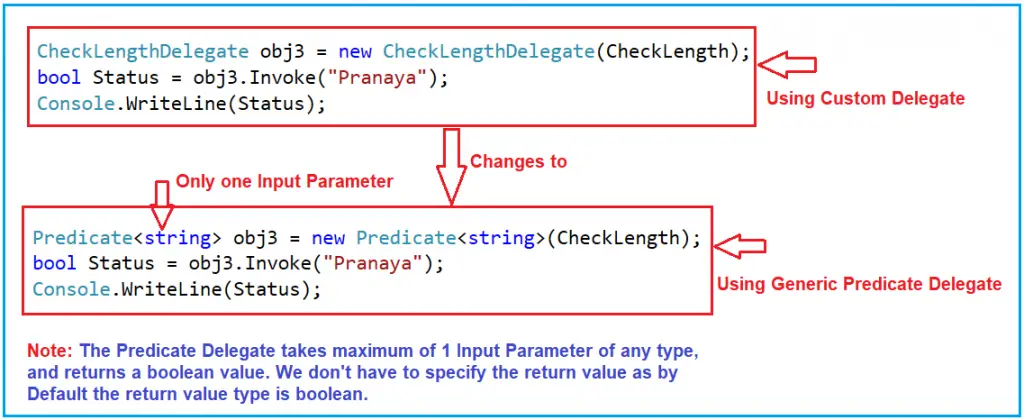 CheckLengthDelegate obj3 = new CheckLengthDelegate(CheckLength);
bool Status = obj3.Invoke("Pranaya");
Console.WriteLine(Status);
Using Custom Delegate
Changes to
Only one Input Parameter
Predicate<string> obj3 = new Predicate<string>(CheckLength);
bool Status = obj3.Invoke("Pranaya");
Console.WriteLine(Status);
Using Generic Predicate Delegate
Note: The Predicate Delegate takes maximum of 1 Input Parameter of any type,
and returns a boolean value. We don't have to specify the return value as by
Default the return value type is boolean.